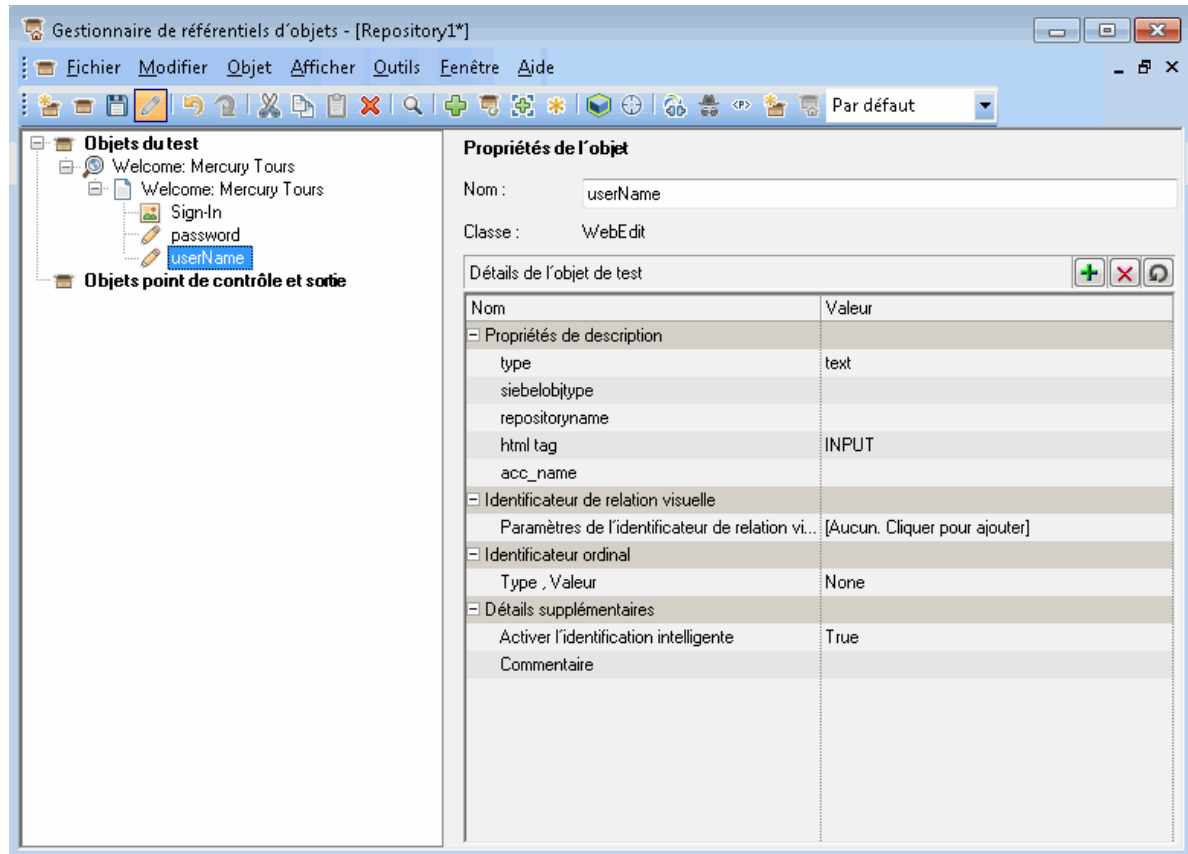 Gestionnaire de référentiels d´objets - [Repository1*]
Fichier Modifier Objet Afficher Outils Fenêtre Aide
<P> Par défaut
Objets du test
Welcome: Mercury Tours
Welcome: Mercury Tours
Sign-In
password
userName
Objets point de contrôle et sortie
Propriétés de l´objet
Nom : userName
Classe : WebEdit
Détails de l´objet de test
Nom Valeur
Propriétés de description
type text
siebelobjtype
repositoryname
html tag INPUT
acc_name
Identificateur de relation visuelle
Paramètres de l´identificateur de relation vi... [Aucun. Cliquer pour ajouter]
Identificateur ordinal
Type , Valeur None
Détails supplémentaires
Activer l´identification intelligente True
Commentaire